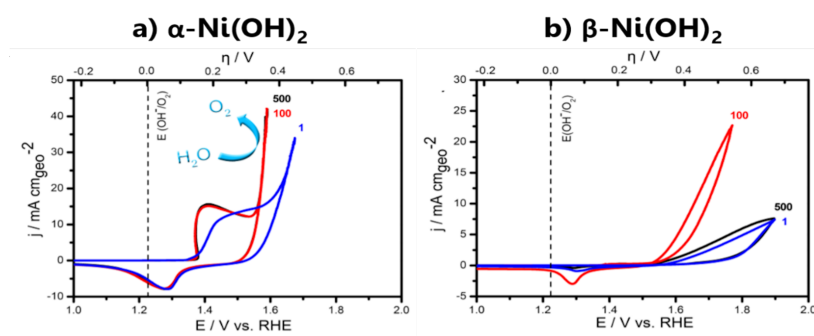 a) α-Ni(OH)₂
η / V
-0.2 0.0 0.2 0.4 0.6
50
40
30
20
10
0
-10
j / mA cm_geo⁻²
E (OH⁻/O₂)
O₂
H₂O
500
100
1
1.0 1.2 1.4 1.6 1.8 2.0
E / V vs. RHE
b) β-Ni(OH)₂
η / V
-0.2 0.0 0.2 0.4 0.6
30
25
20
15
10
5
0
-5
j / mA cm_geo⁻²
E(OH⁻/O₂)
100
500
1
1.0 1.2 1.4 1.6 1.8 2.0
E / V vs. RHE